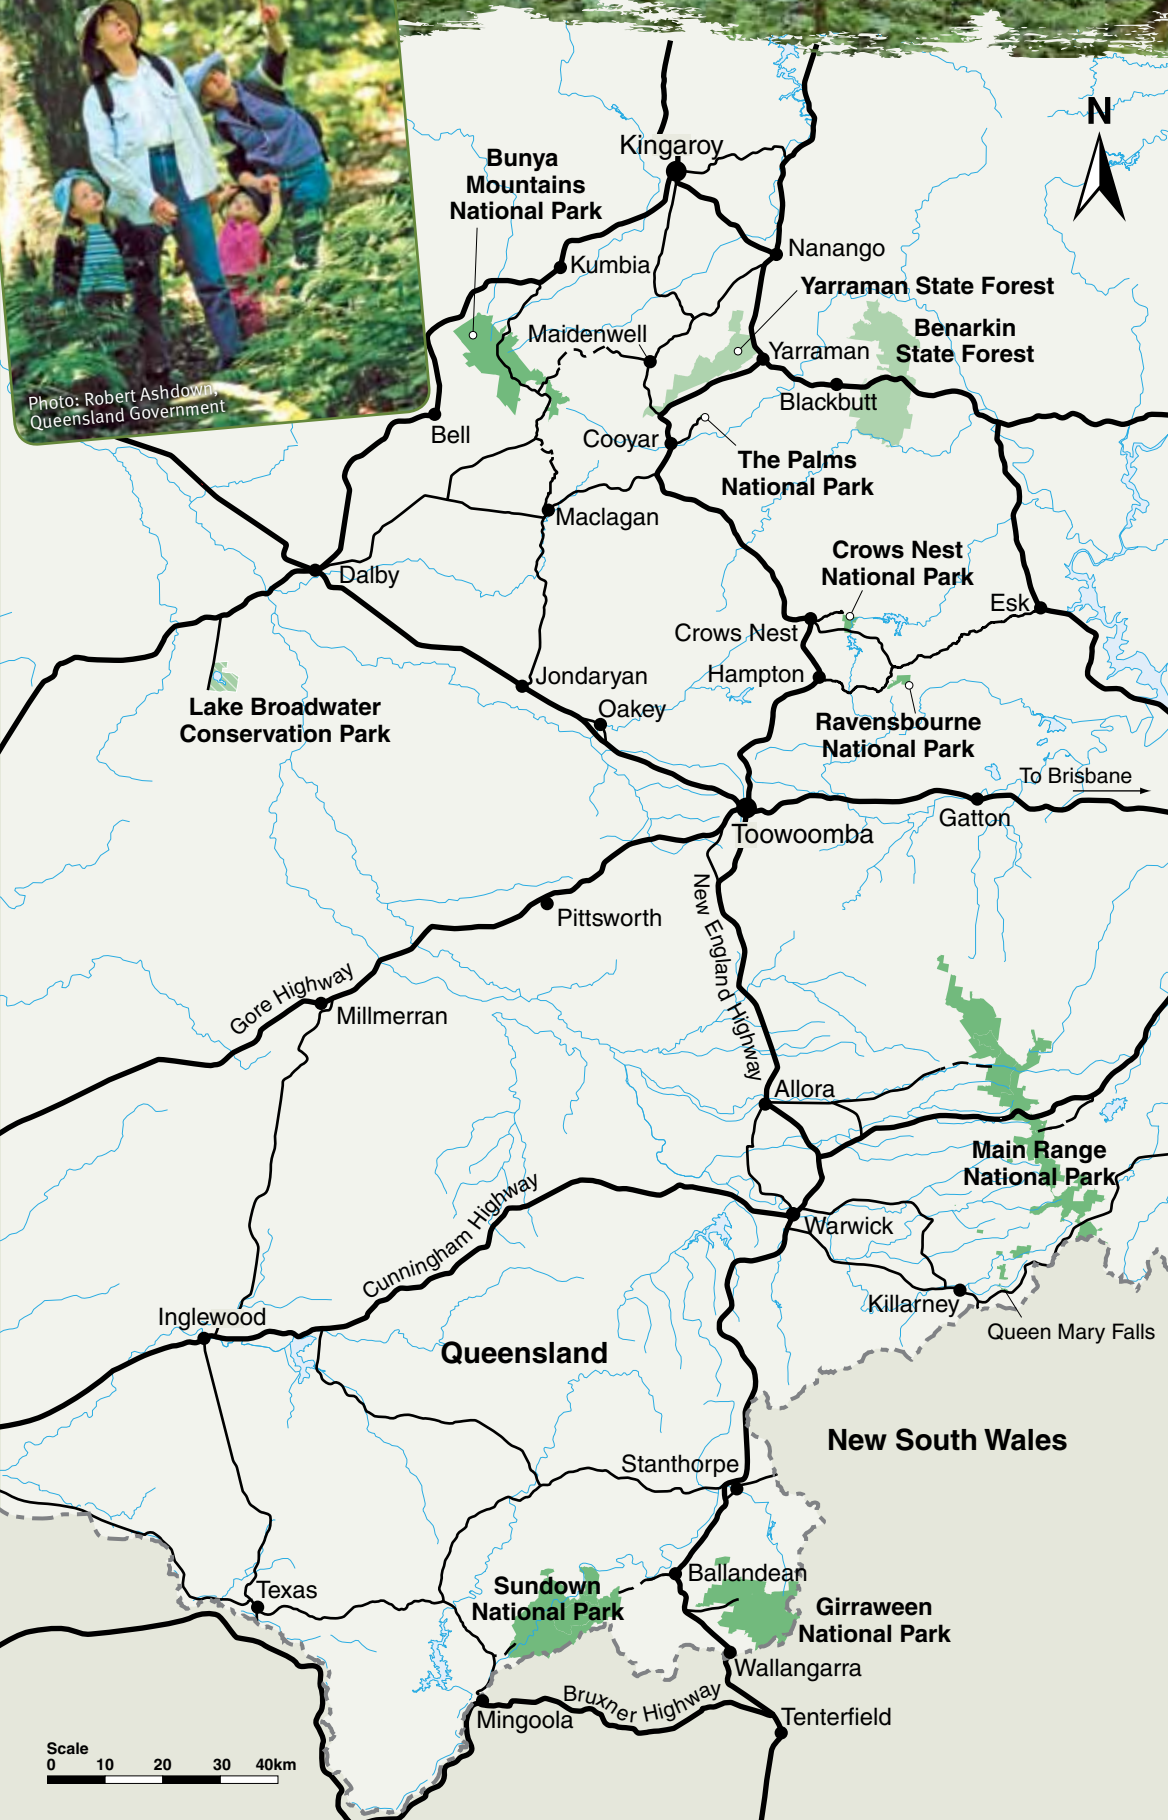 Photo: Robert Ashdown,
Queensland Government
N
Kingaroy
Bunya
Mountains
National Park
Nanango
Kumbia
Yarraman State Forest
Benarkin
State Forest
Maidenwell
Yarraman
Blackbutt
Bell
Cooyar
The Palms
National Park
Maclagan
Crows Nest
National Park
Dalby
Esk
Crows Nest
Hampton
Jondaryan
Lake Broadwater
Conservation Park
Oakey
Ravensbourne
National Park
To Brisbane
Gatton
Toowoomba
New England Highway
Pittsworth
Gore Highway
Millmerran
Allora
Main Range
National Park
Cunningham Highway
Warwick
Killarney
Inglewood
Queen Mary Falls
Queensland
New South Wales
Stanthorpe
Ballandean
Sundown
National Park
Texas
Girraween
National Park
Wallangarra
Bruxner Highway
Mingoola
Tenterfield
Scale
0 10 20 30 40km